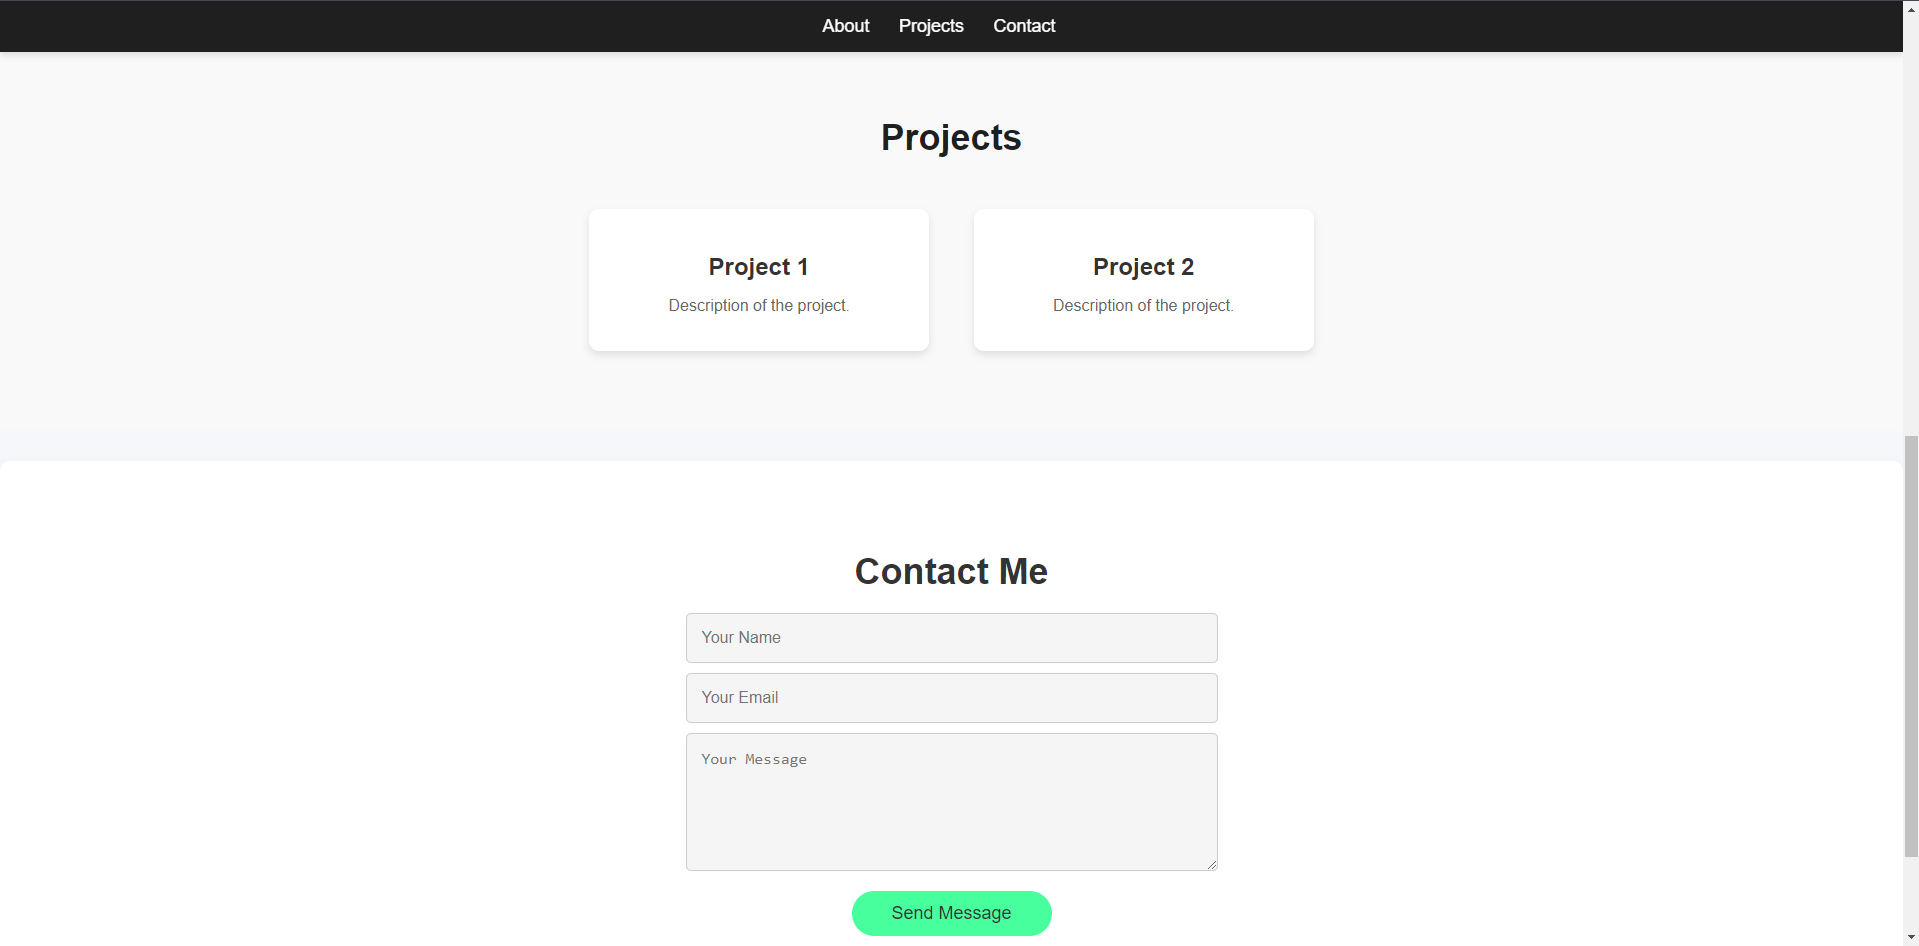 About Projects Contact
Projects
Project 1
Description of the project.
Project 2
Description of the project.
Contact Me
Your Name
Your Email
Your Message
Send Message